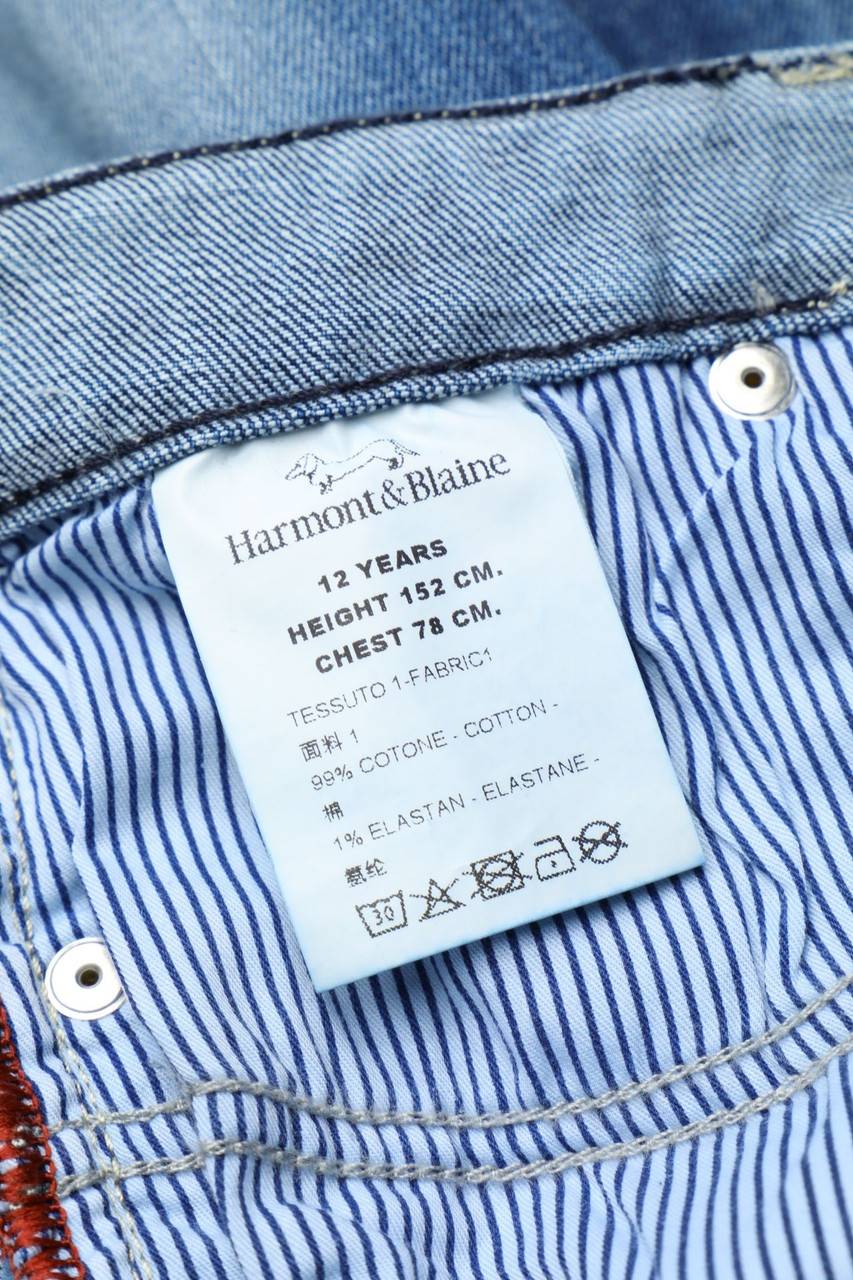 Harmont&Blaine
12 YEARS
HEIGHT 152 CM.
CHEST 78 CM.
TESSUTO 1-FABRIC1
面料 1
99% COTONE - COTTON -
棉
1% ELASTAN - ELASTANE -
氨纶
30